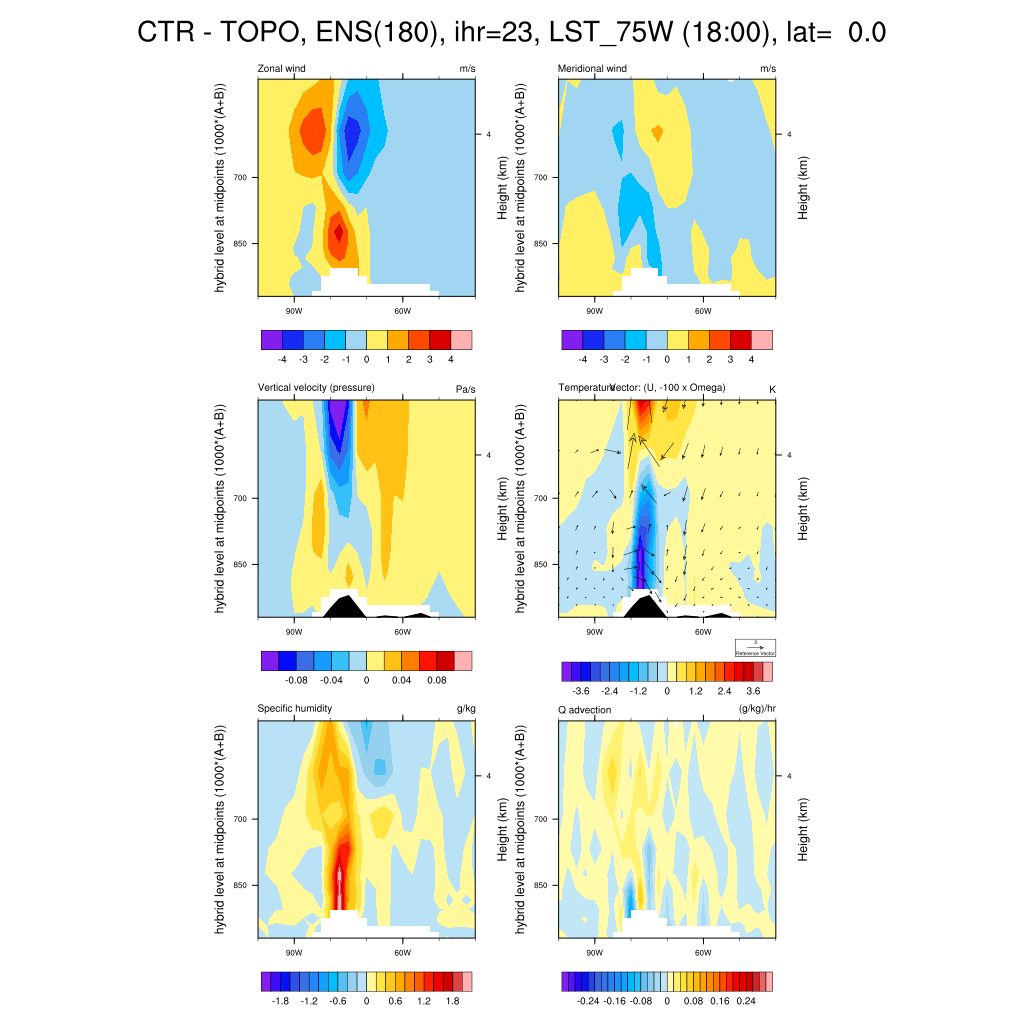 CTR - TOPO, ENS(180), ihr=23, LST_75W (18:00), lat= 0.0
Zonal wind m/s
hybrid level at midpoints (1000*(A+B))
700
850
4
Height (km)
90W 60W
-4 -3 -2 -1 0 1 2 3 4
Meridional wind m/s
hybrid level at midpoints (1000*(A+B))
700
850
4
Height (km)
90W 60W
-4 -3 -2 -1 0 1 2 3 4
Vertical velocity (pressure) Pa/s
hybrid level at midpoints (1000*(A+B))
700
850
4
Height (km)
90W 60W
-0.08 -0.04 0 0.04 0.08
Temperature Vector: (U, -100 x Omega) K
hybrid level at midpoints (1000*(A+B))
700
850
4
Height (km)
90W 60W
3
Reference Vector
-3.6 -2.4 -1.2 0 1.2 2.4 3.6
Specific humidity g/kg
hybrid level at midpoints (1000*(A+B))
700
850
4
Height (km)
90W 60W
-1.8 -1.2 -0.6 0 0.6 1.2 1.8
Q advection (g/kg)/hr
hybrid level at midpoints (1000*(A+B))
700
850
4
Height (km)
90W 60W
-0.24 -0.16 -0.08 0 0.08 0.16 0.24